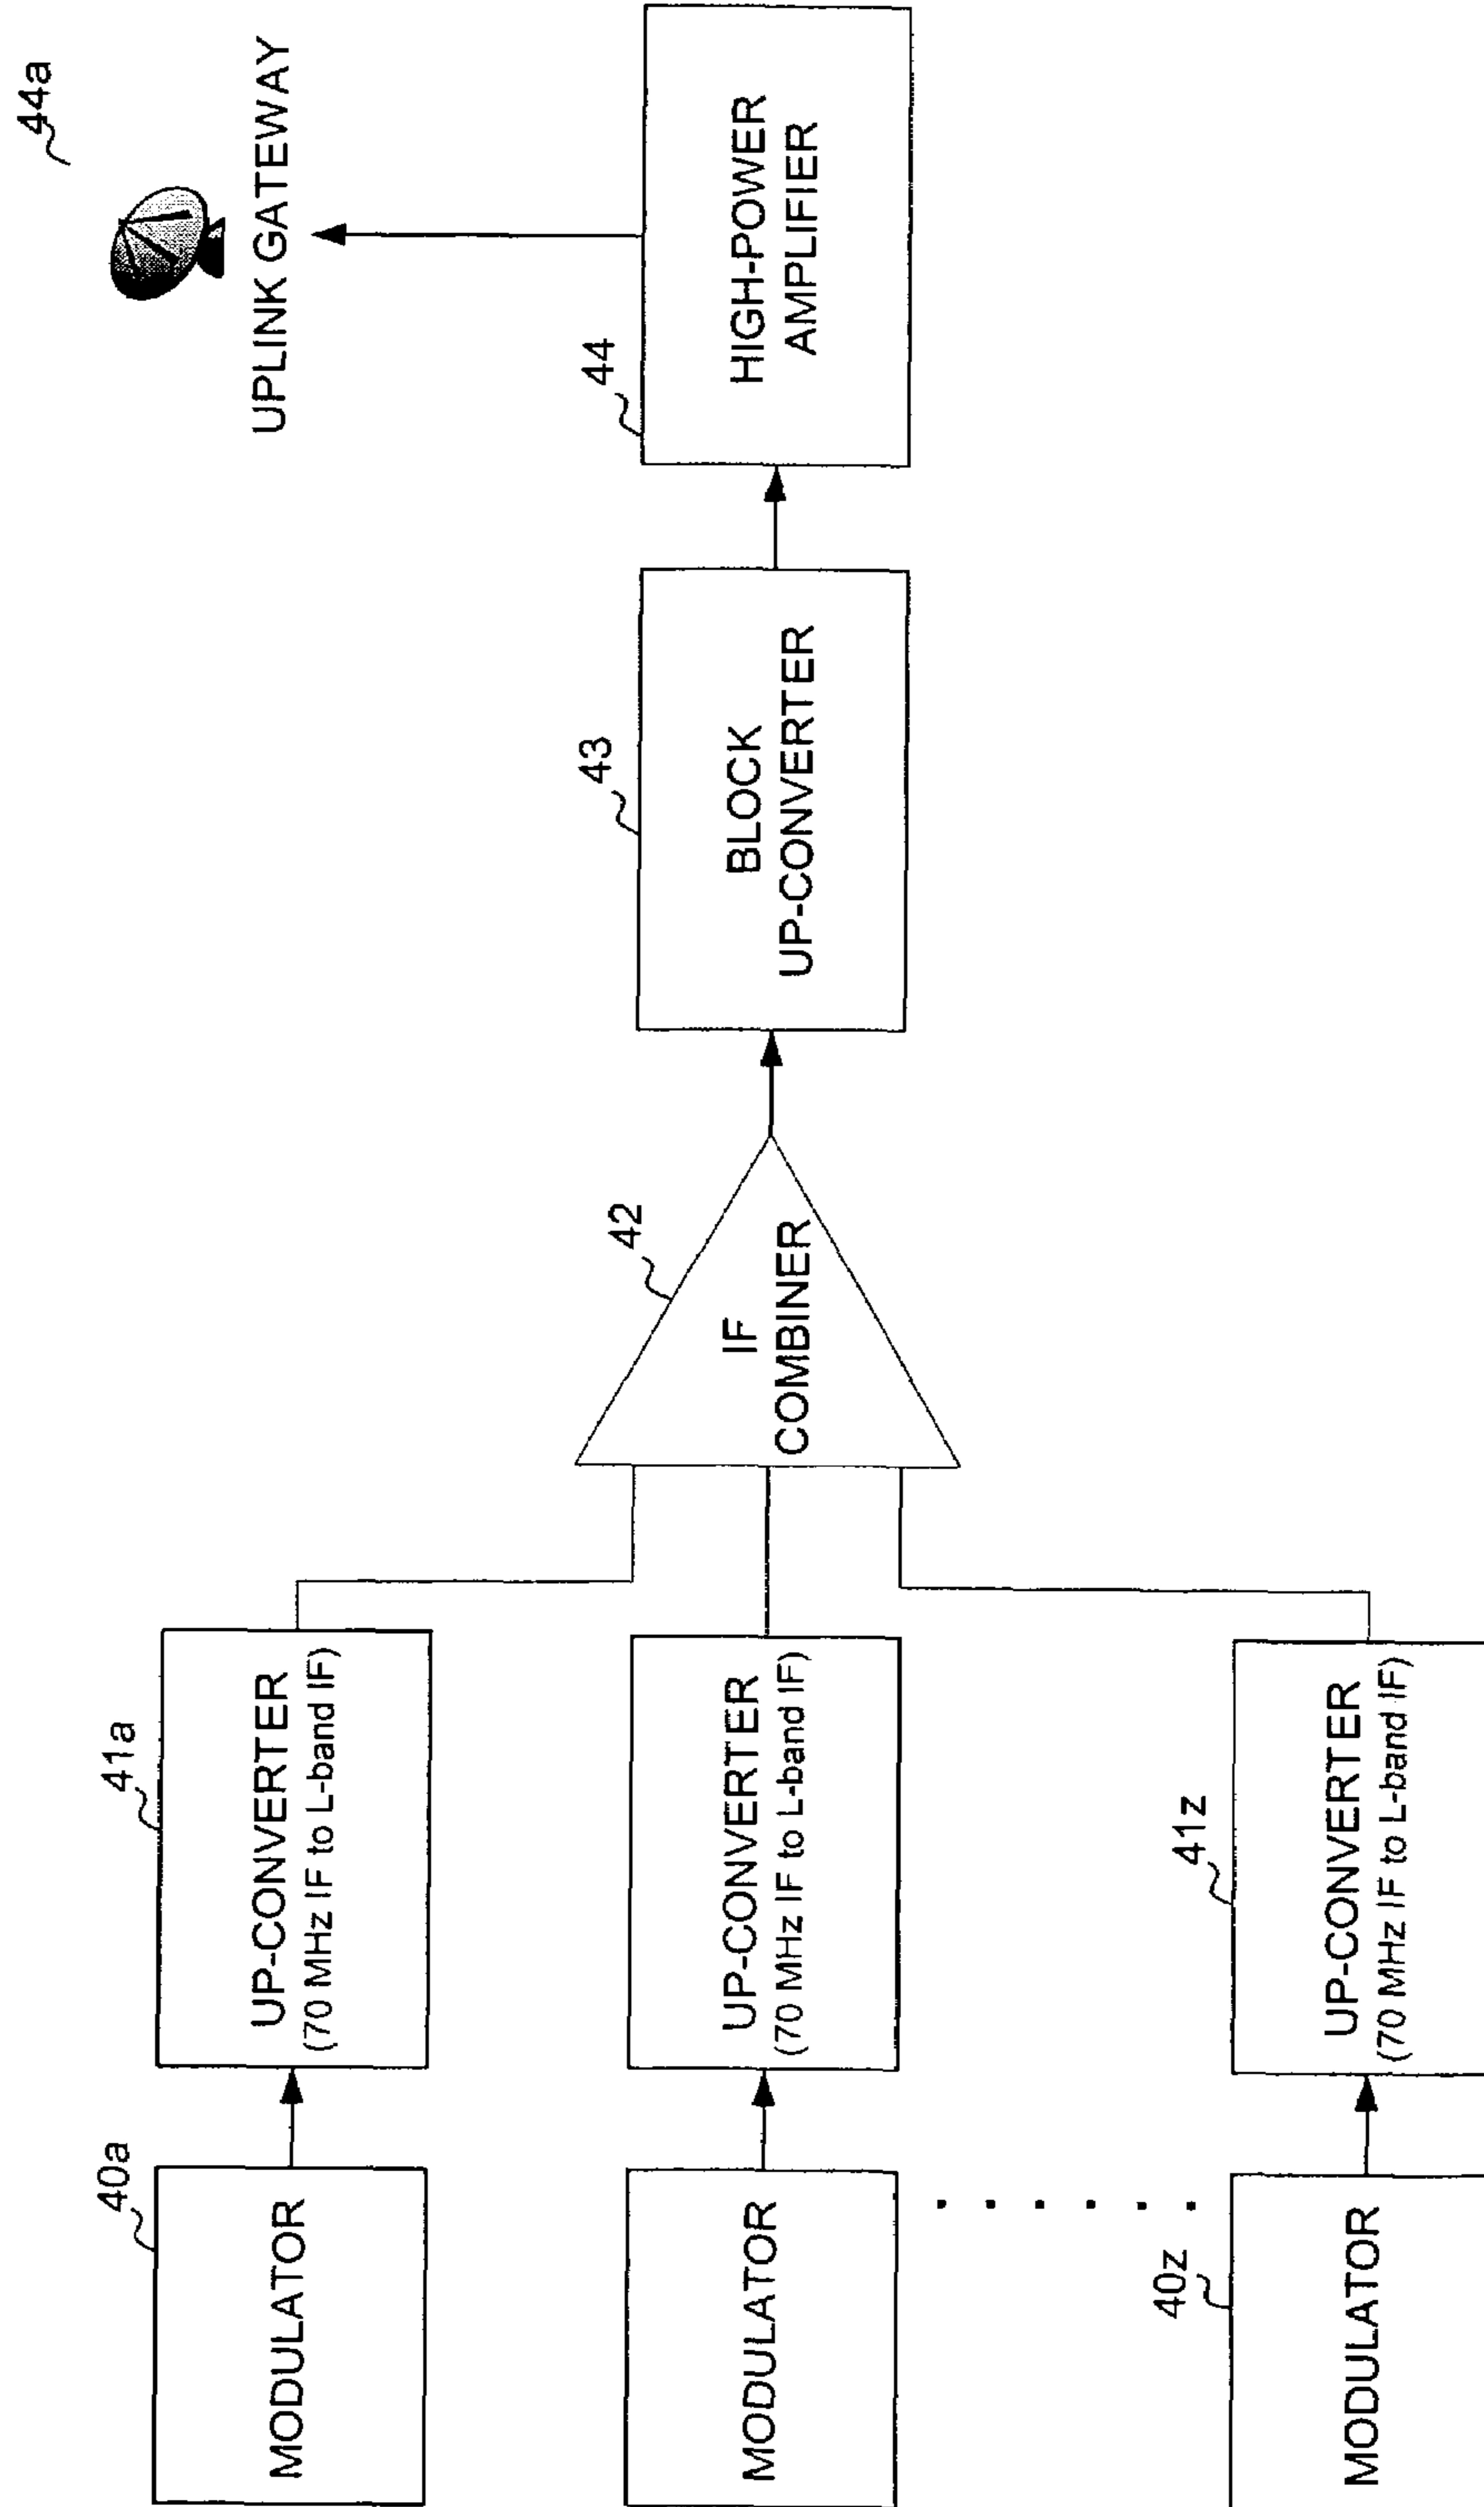 44a
UPLINK GATEWAY
40a
MODULATOR
41a
UP-CONVERTER
(70 MHz IF to L-band IF)
MODULATOR
UP-CONVERTER
(70 MHz IF to L-band IF)
42
IF
COMBINER
43
BLOCK
UP-CONVERTER
44
HIGH-POWER
AMPLIFIER
40z
MODULATOR
41z
UP-CONVERTER
(70 MHz IF to L-band IF)